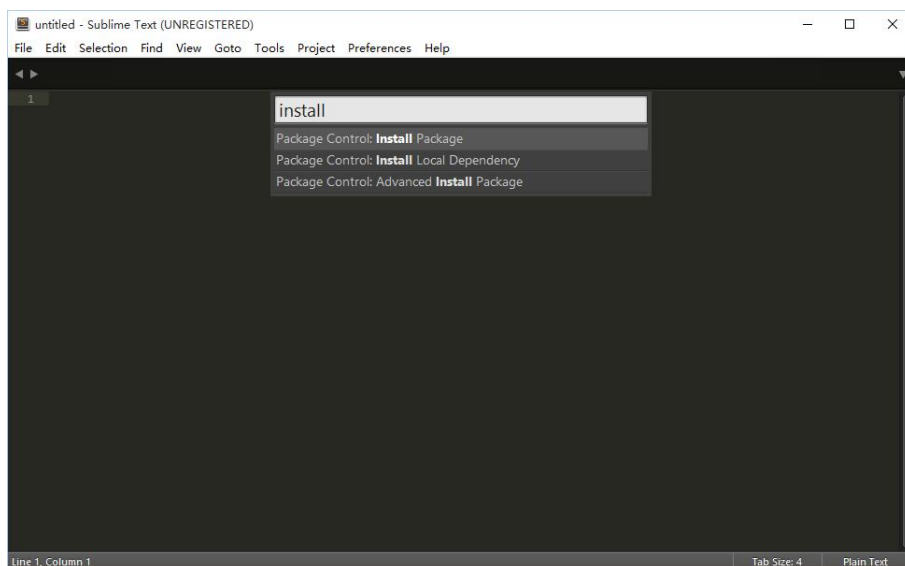 untitled - Sublime Text (UNREGISTERED)
File Edit Selection Find View Goto Tools Project Preferences Help
1
install
Package Control: Install Package
Package Control: Install Local Dependency
Package Control: Advanced Install Package
Line 1, Column 1 Tab Size: 4 Plain Text